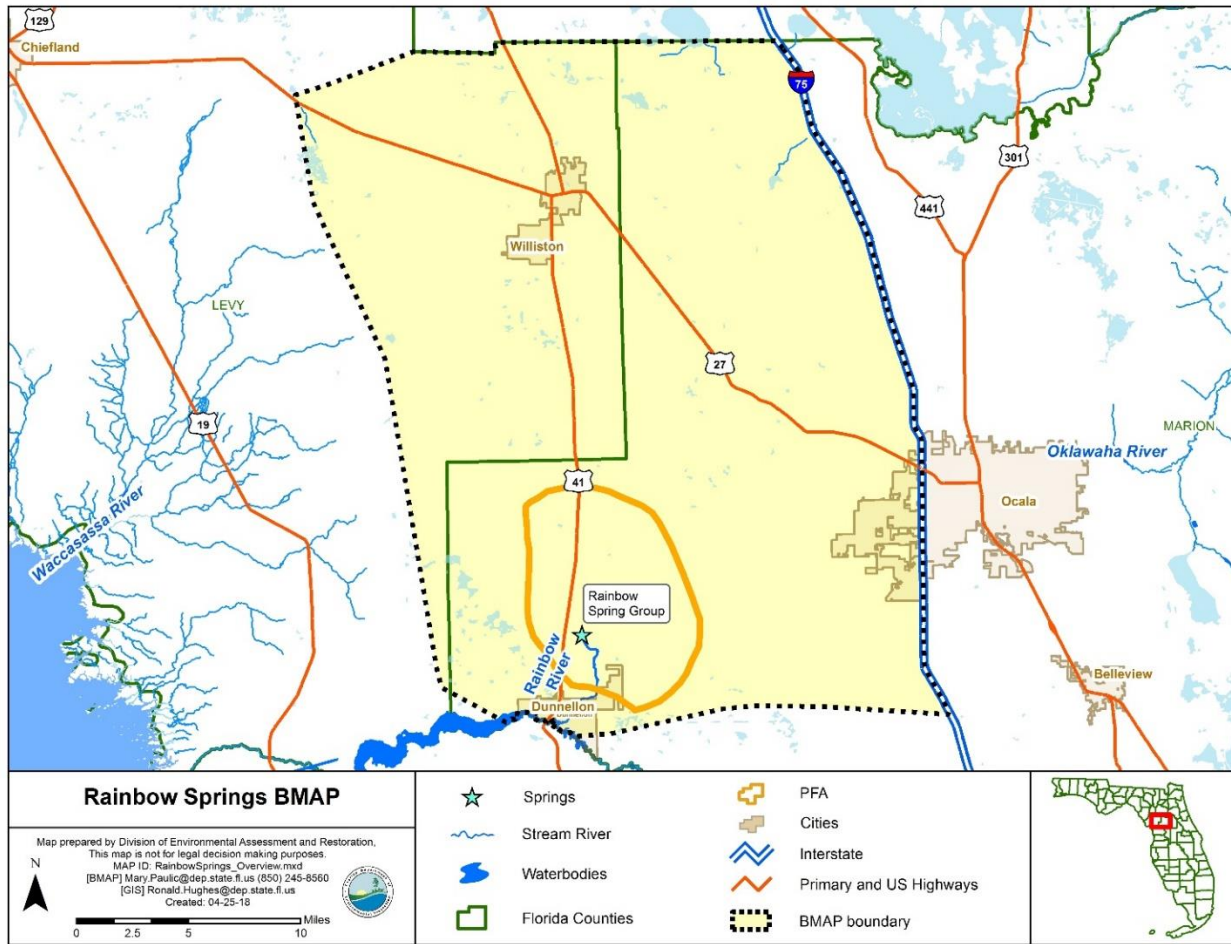 129
Chiefland
75
301
441
Williston
LEVY
27
19
MARION
Oklawaha River
41
Ocala
Waccasassa River
Rainbow
Spring Group
Rainbow
River
Belleview
Dunnellon
Rainbow Springs BMAP
Map prepared by Division of Environmental Assessment and Restoration,
This map is not for legal decision making purposes.
MAP ID: RainbowSprings_Overview.mxd
[BMAP] Mary.Paulic@dep.state.fl.us (850) 245-8560
[GIS] Ronald.Hughes@dep.state.fl.us
Created: 04-25-18
N
Miles
0 2.5 5 10
Springs
Stream River
Waterbodies
Florida Counties
PFA
Cities
Interstate
Primary and US Highways
BMAP boundary